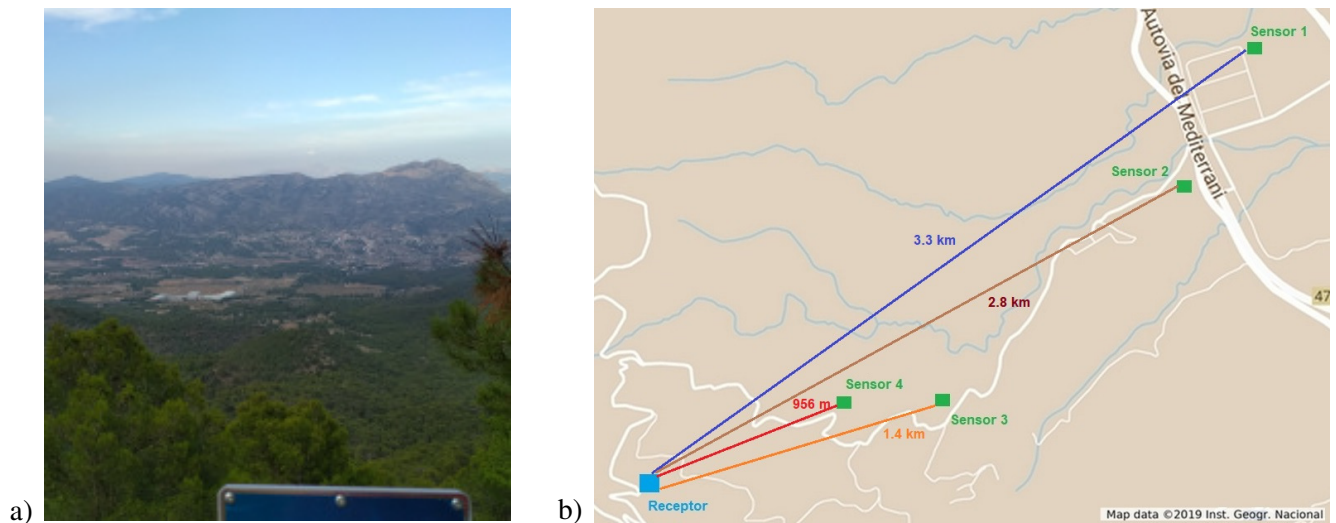 a)
b)
Autovia del Mediterrani
Sensor 1
Sensor 2
3.3 km
2.8 km
47
Sensor 4
956 m
Sensor 3
1.4 km
Receptor
Map data ©2019 Inst. Geogr. Nacional